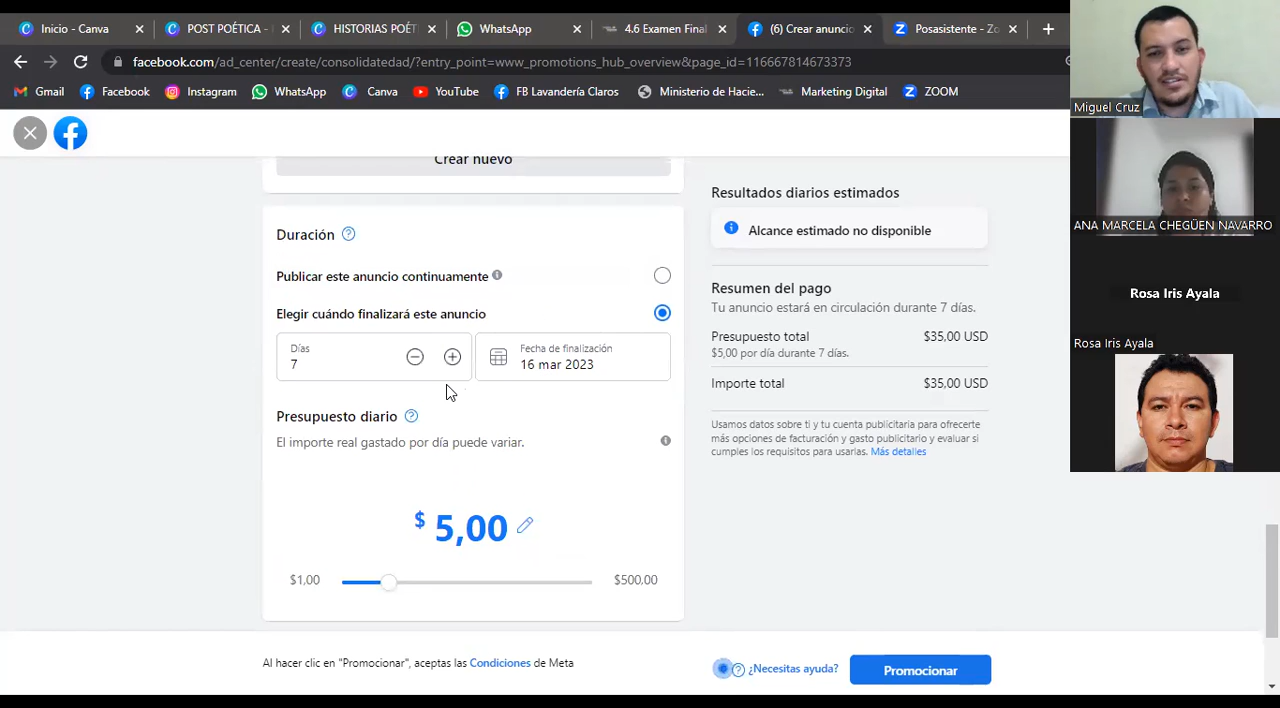 Inicio - Canva
POST POÉTICA -
HISTORIAS POÉT
WhatsApp
4.6 Examen Final
(6) Crear anuncio
Posasistente - Zo
facebook.com/ad_center/create/consolidatedad/?entry_point=www_promotions_hub_overview&page_id=116667814673373
Gmail
Facebook
Instagram
WhatsApp
Canva
YouTube
FB Lavandería Claros
Ministerio de Hacie...
Marketing Digital
ZOOM
Crear nuevo
Duración
Publicar este anuncio continuamente
Elegir cuándo finalizará este anuncio
Días
7
Fecha de finalización
16 mar 2023
Presupuesto diario
El importe real gastado por día puede variar.
$ 5,00
$1,00
$500,00
Resultados diarios estimados
Alcance estimado no disponible
Resumen del pago
Tu anuncio estará en circulación durante 7 días.
Presupuesto total $35,00 USD
$5,00 por día durante 7 días.
Importe total $35,00 USD
Usamos datos sobre ti y tu cuenta publicitaria para ofrecerte
más opciones de facturación y gasto publicitario y evaluar si
cumples los requisitos para usarlas. Más detalles
Al hacer clic en "Promocionar", aceptas las Condiciones de Meta
¿Necesitas ayuda?
Promocionar
Miguel Cruz
ANA MARCELA CHEGÜEN NAVARRO
Rosa Iris Ayala
Rosa Iris Ayala